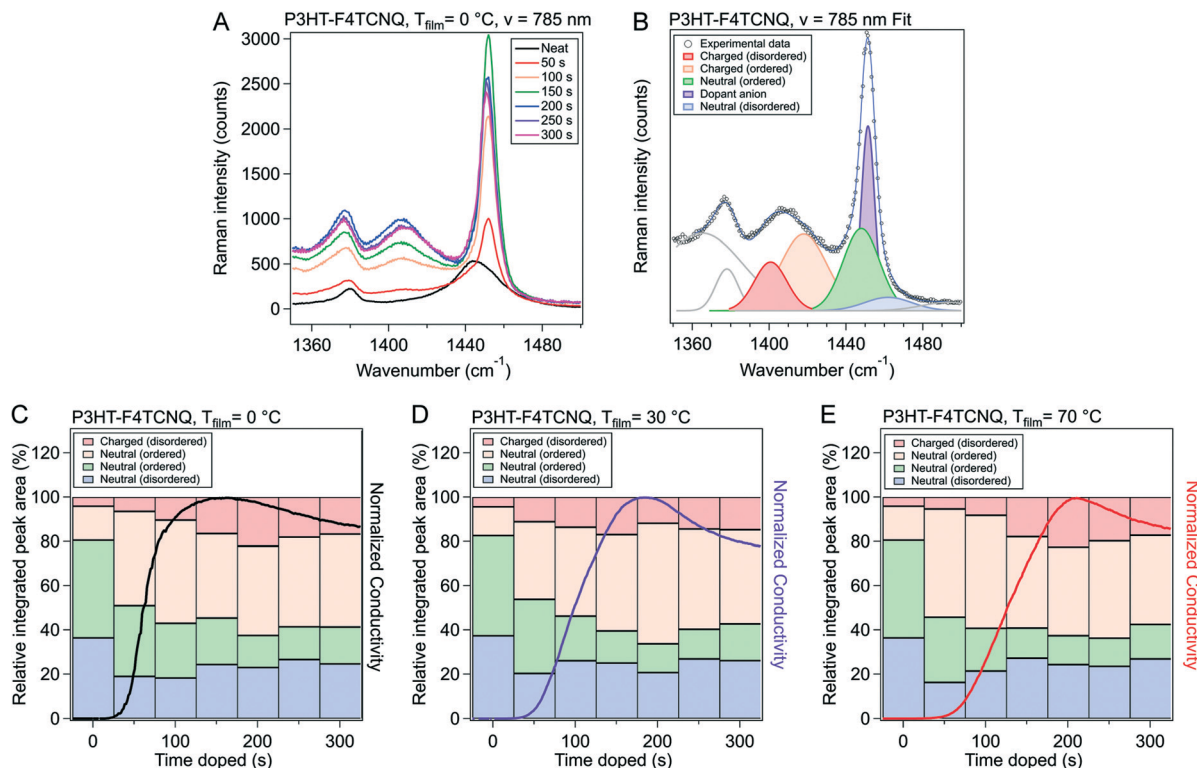 A
P3HT-F4TCNQ, Tfilm= 0 °C, v = 785 nm
Raman intensity (counts)
3000
2500
2000
1500
1000
500
0
Neat
50 s
100 s
150 s
200 s
250 s
300 s
1360
1400
1440
1480
Wavenumber (cm-1)
B
P3HT-F4TCNQ, v = 785 nm Fit
Raman intensity (counts)
Experimental data
Charged (disordered)
Charged (ordered)
Neutral (ordered)
Dopant anion
Neutral (disordered)
1360
1400
1440
1480
Wavenumber (cm-1)
C
P3HT-F4TCNQ, Tfilm= 0 °C
Relative integrated peak area (%)
120
100
80
60
40
20
0
Charged (disordered)
Neutral (ordered)
Neutral (ordered)
Neutral (disordered)
Normalized Conductivity
0
100
200
300
Time doped (s)
D
P3HT-F4TCNQ, Tfilm= 30 °C
Relative integrated peak area (%)
120
100
80
60
40
20
0
Charged (disordered)
Neutral (ordered)
Neutral (ordered)
Neutral (disordered)
Normalized Conductivity
0
100
200
300
Time doped (s)
E
P3HT-F4TCNQ, Tfilm= 70 °C
Relative integrated peak area (%)
120
100
80
60
40
20
0
Charged (disordered)
Neutral (ordered)
Neutral (ordered)
Neutral (disordered)
Normalized Conductivity
0
100
200
300
Time doped (s)